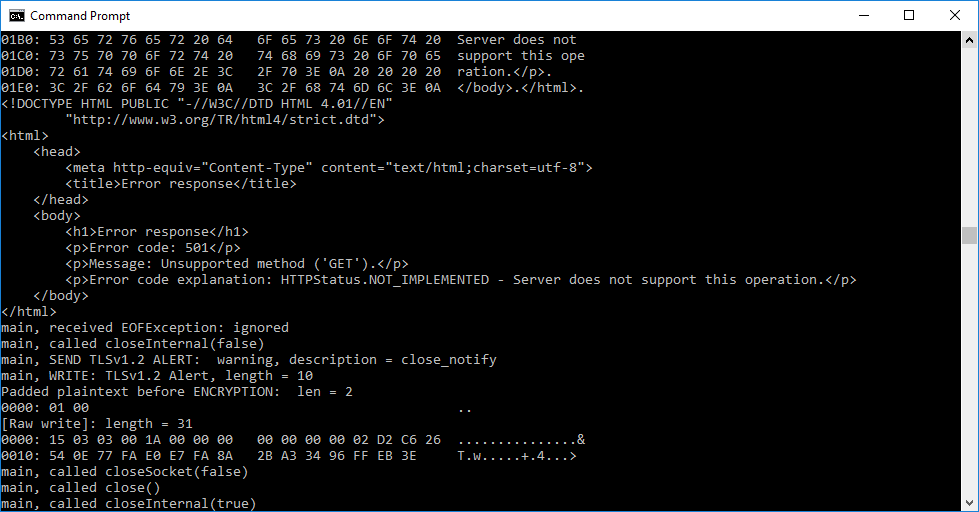 Command Prompt
01B0: 53 65 72 76 65 72 20 64   6F 65 73 20 6E 6F 74 20  Server does not
01C0: 73 75 70 70 6F 72 74 20   74 68 69 73 20 6F 70 65  support this ope
01D0: 72 61 74 69 6F 6E 2E 3C   2F 70 3E 0A 20 20 20 20  ration.</p>.
01E0: 3C 2F 62 6F 64 79 3E 0A   3C 2F 68 74 6D 6C 3E 0A  </body>.</html>.
<!DOCTYPE HTML PUBLIC "-//W3C//DTD HTML 4.01//EN"
        "http://www.w3.org/TR/html4/strict.dtd">
<html>
    <head>
        <meta http-equiv="Content-Type" content="text/html;charset=utf-8">
        <title>Error response</title>
    </head>
    <body>
        <h1>Error response</h1>
        <p>Error code: 501</p>
        <p>Message: Unsupported method ('GET').</p>
        <p>Error code explanation: HTTPStatus.NOT_IMPLEMENTED - Server does not support this operation.</p>
    </body>
</html>
main, received EOFException: ignored
main, called closeInternal(false)
main, SEND TLSv1.2 ALERT:  warning, description = close_notify
main, WRITE: TLSv1.2 Alert, length = 10
Padded plaintext before ENCRYPTION:  len = 2
0000: 01 00                                              ..
[Raw write]: length = 31
0000: 15 03 03 00 1A 00 00 00   00 00 00 00 02 D2 C6 26  ...............&
0010: 54 0E 77 FA E0 E7 FA 8A   2B A3 34 96 FF EB 3E     T.w.....+.4...>
main, called closeSocket(false)
main, called close()
main, called closeInternal(true)